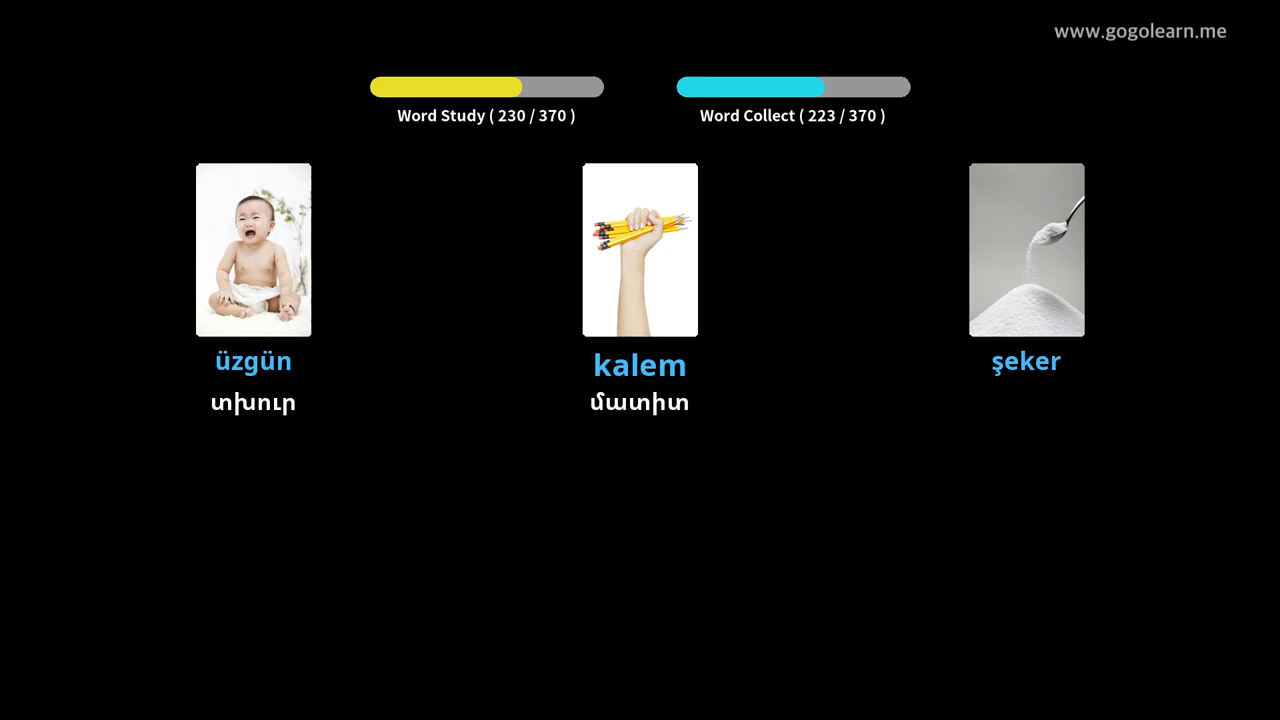 www.gogolearn.me
Word Study ( 230 / 370 )
Word Collect ( 223 / 370 )
üzgün
kalem
şeker
տխուր
մատիտ